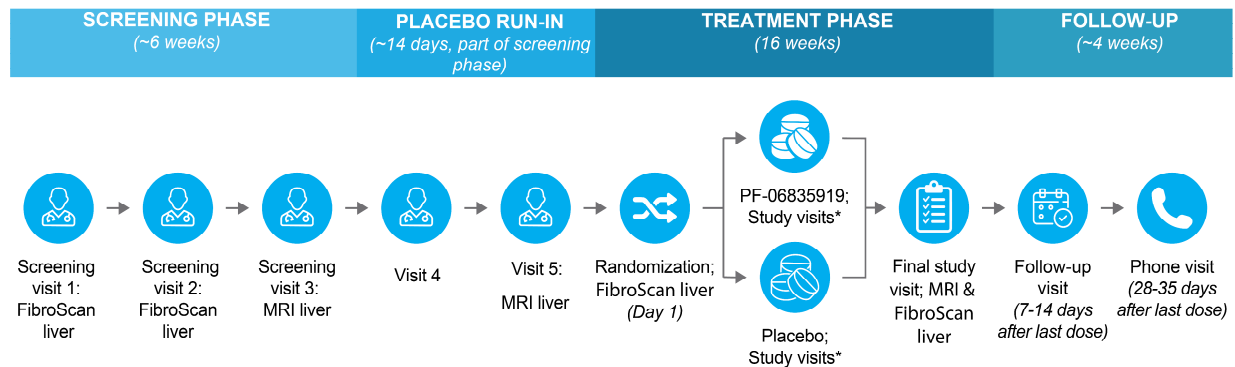 SCREENING PHASE
(~6 weeks)
PLACEBO RUN-IN
(~14 days, part of screening
phase)
TREATMENT PHASE
(16 weeks)
FOLLOW-UP
(~4 weeks)
Screening
visit 1:
FibroScan
liver
Screening
visit 2:
FibroScan
liver
Screening
visit 3:
MRI liver
Visit 4
Visit 5:
MRI liver
Randomization;
FibroScan liver
(Day 1)
PF-06835919;
Study visits*
Placebo;
Study visits*
Final study
visit; MRI &
FibroScan
liver
Follow-up
visit
(7-14 days
after last dose)
Phone visit
(28-35 days
after last dose)